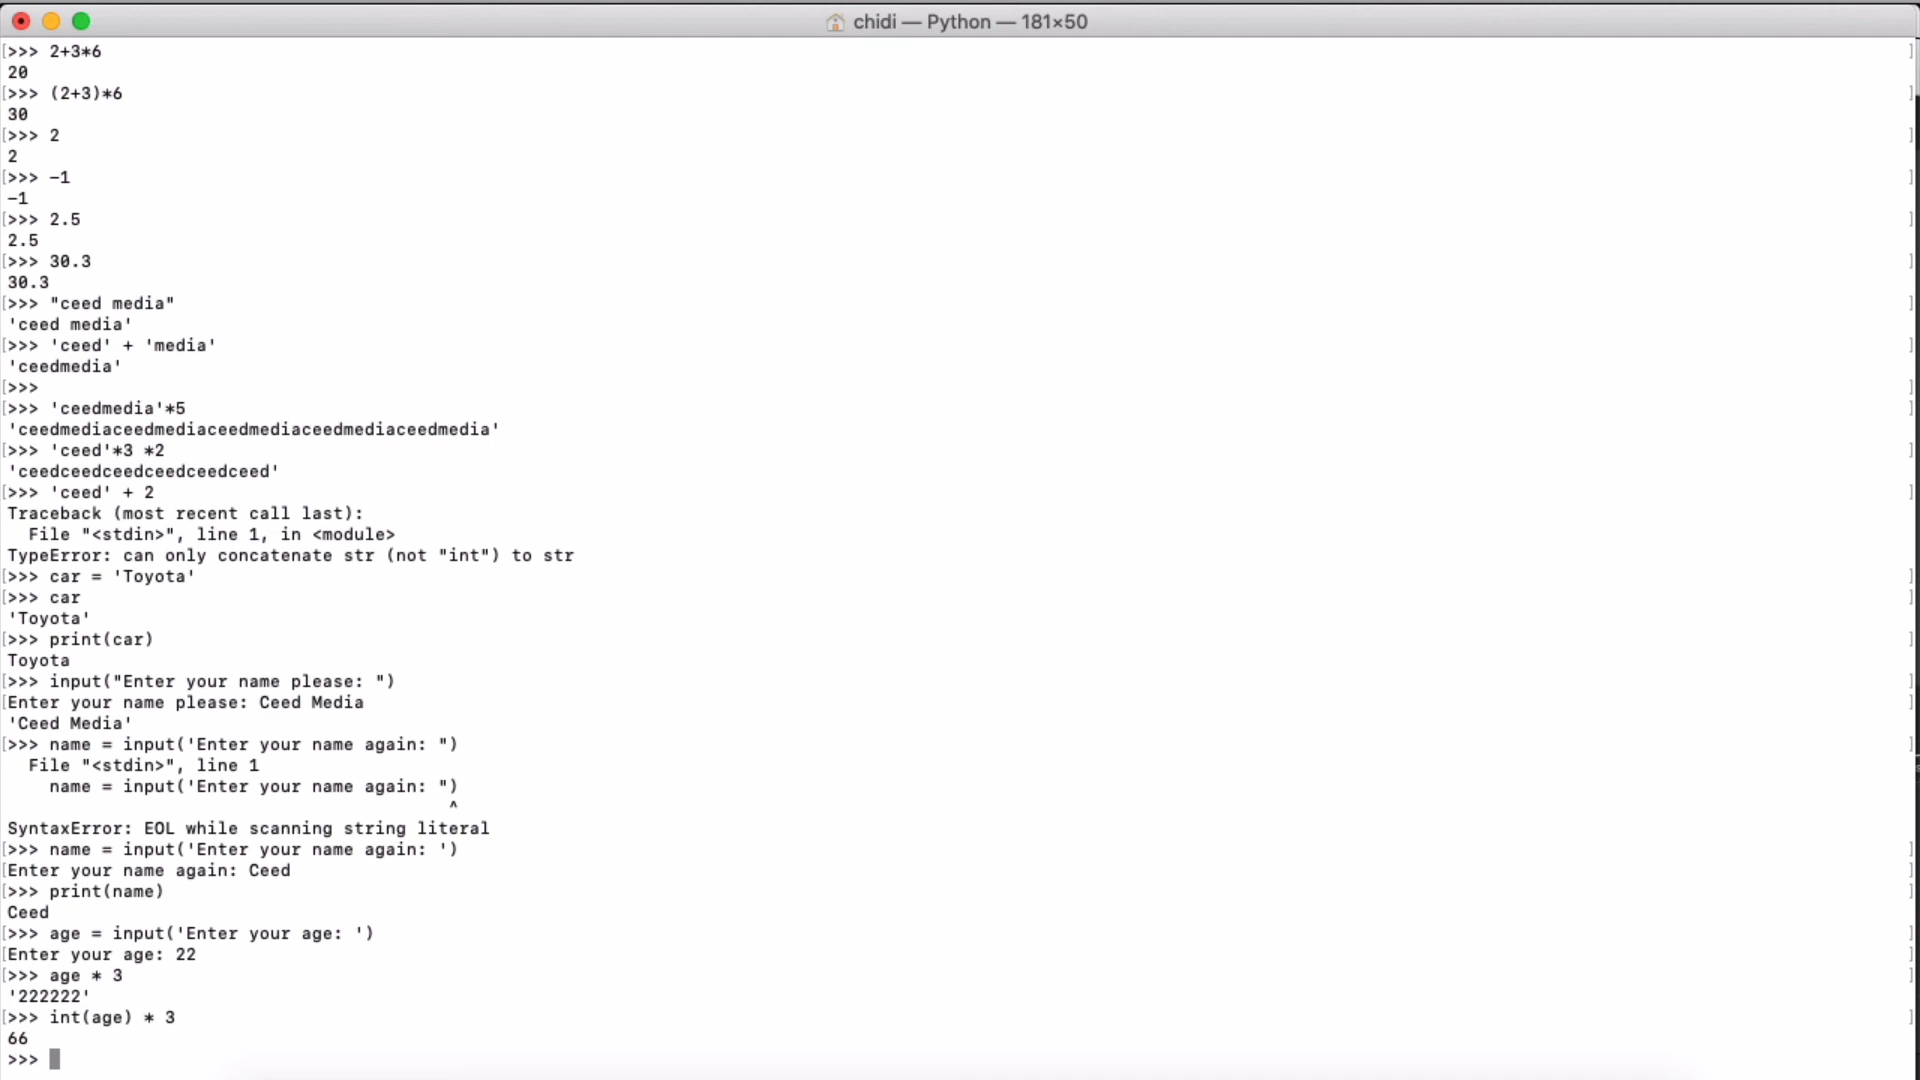 chidi — Python — 181×50
[>>> 2+3*6
20
[>>> (2+3)*6
30
[>>> 2
2
[>>> -1
-1
[>>> 2.5
2.5
[>>> 30.3
30.3
[>>> "ceed media"
'ceed media'
[>>> 'ceed' + 'media'
'ceedmedia'
[>>>
[>>> 'ceedmedia'*5
'ceedmediaceedmediaceedmediaceedmediaceedmedia'
[>>> 'ceed'*3 *2
'ceedceedceedceedceedceed'
[>>> 'ceed' + 2
Traceback (most recent call last):
  File "<stdin>", line 1, in <module>
TypeError: can only concatenate str (not "int") to str
[>>> car = 'Toyota'
[>>> car
'Toyota'
[>>> print(car)
Toyota
[>>> input("Enter your name please: ")
[Enter your name please: Ceed Media
'Ceed Media'
[>>> name = input('Enter your name again: ")
  File "<stdin>", line 1
    name = input('Enter your name again: ")
                                          ^
SyntaxError: EOL while scanning string literal
[>>> name = input('Enter your name again: ')
[Enter your name again: Ceed
[>>> print(name)
Ceed
[>>> age = input('Enter your age: ')
[Enter your age: 22
[>>> age * 3
'222222'
[>>> int(age) * 3
66
>>>